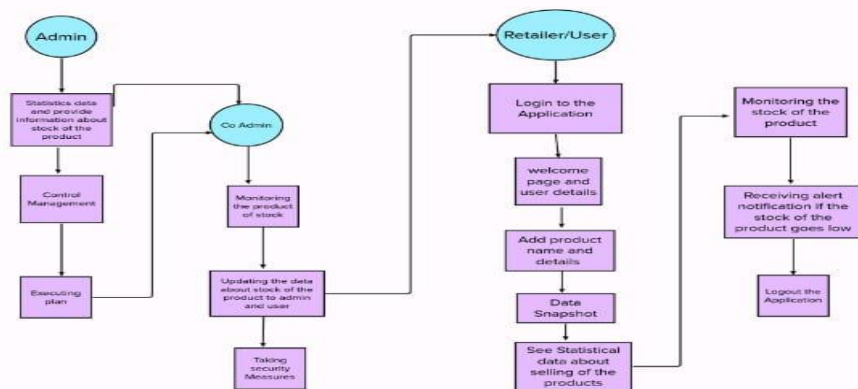 Admin
Statistics data
and provide
information about
stock of the
product
Control
Management
Executing
plan
Co Admin
Monitoring
the product
of stock
Updating the data
about stock of the
product to admin
and user
Taking
security
Measures
Retailer/User
Login to the
Application
welcome
page and
user details
Add product
name and
details
Data
Snapshot
See Statistical
data about
selling of the
products
Monitoring the
stock of the
product
Receiving alert
notification if the
stock of the
product goes low
Logout the
Application